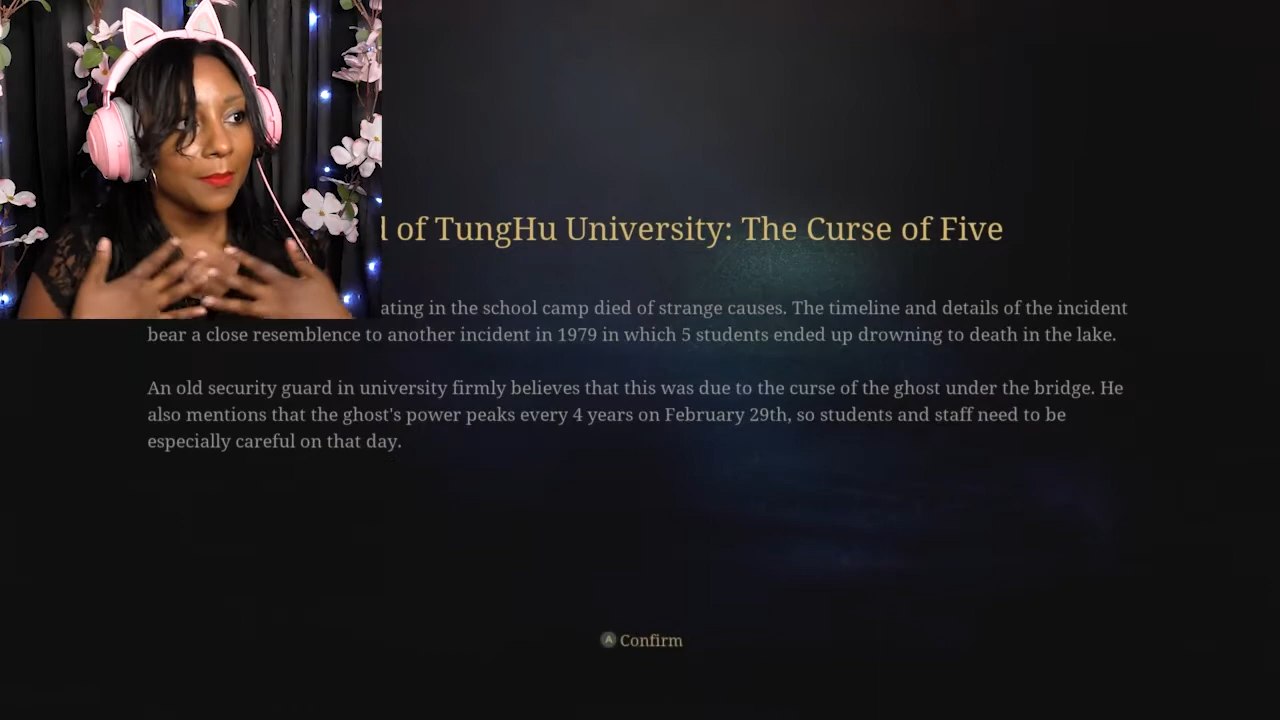 of TungHu University: The Curse of Five
ating in the school camp died of strange causes. The timeline and details of the incident
bear a close resemblence to another incident in 1979 in which 5 students ended up drowning to death in the lake.
An old security guard in university firmly believes that this was due to the curse of the ghost under the bridge. He
also mentions that the ghost's power peaks every 4 years on February 29th, so students and staff need to be
especially careful on that day.
A Confirm